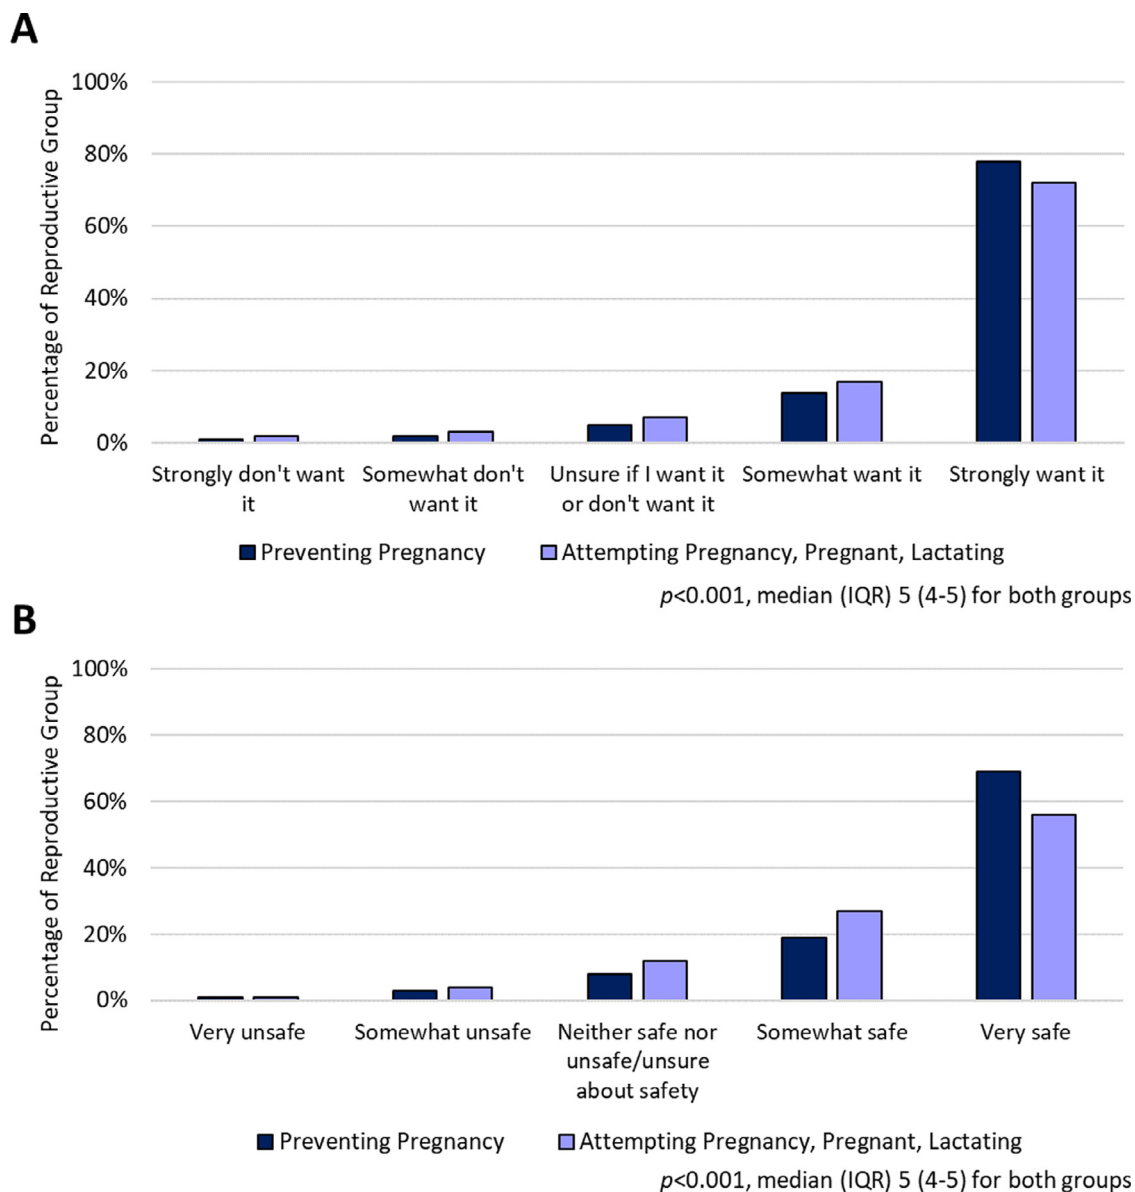 A
Percentage of Reproductive Group
100%
80%
60%
40%
20%
0%
Strongly don't want
it
Somewhat don't
want it
Unsure if I want it
or don't want it
Somewhat want it
Strongly want it
Preventing Pregnancy
Attempting Pregnancy, Pregnant, Lactating
p<0.001, median (IQR) 5 (4-5) for both groups
B
Percentage of Reproductive Group
100%
80%
60%
40%
20%
0%
Very unsafe
Somewhat unsafe
Neither safe nor
unsafe/unsure
about safety
Somewhat safe
Very safe
Preventing Pregnancy
Attempting Pregnancy, Pregnant, Lactating
p<0.001, median (IQR) 5 (4-5) for both groups